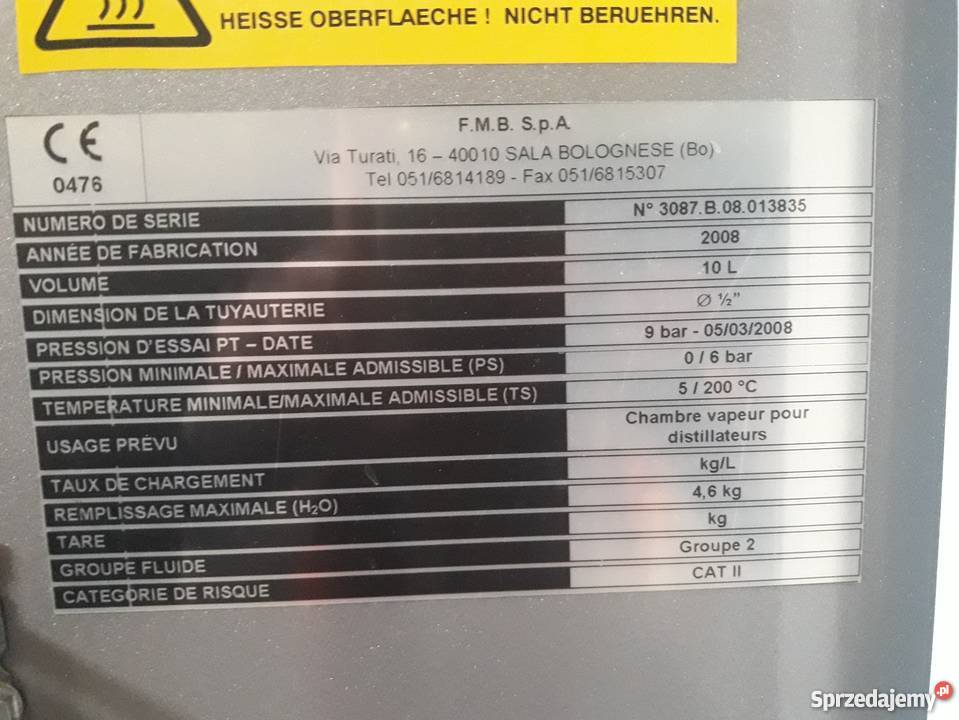 HEISSE OBERFLAECHE ! NICHT BERUEHREN.
CE
0476
F.M.B. S.p.A.
Via Turati, 16 – 40010 SALA BOLOGNESE (Bo)
Tel 051/6814189 - Fax 051/6815307
NUMERO DE SERIE N° 3087.B.08.013835
ANNÉE DE FABRICATION 2008
VOLUME 10 L
DIMENSION DE LA TUYAUTERIE Ø ½”
PRESSION D’ESSAI PT – DATE 9 bar - 05/03/2008
PRESSION MINIMALE / MAXIMALE ADMISSIBLE (PS) 0 / 6 bar
TEMPERATURE MINIMALE/MAXIMALE ADMISSIBLE (TS) 5 / 200 °C
USAGE PRÉVU Chambre vapeur pour
distillateurs
TAUX DE CHARGEMENT kg/L
REMPLISSAGE MAXIMALE (H₂O) 4,6 kg
TARE kg
GROUPE FLUIDE Groupe 2
CATEGORIE DE RISQUE CAT II
Sprzedajemy.pl